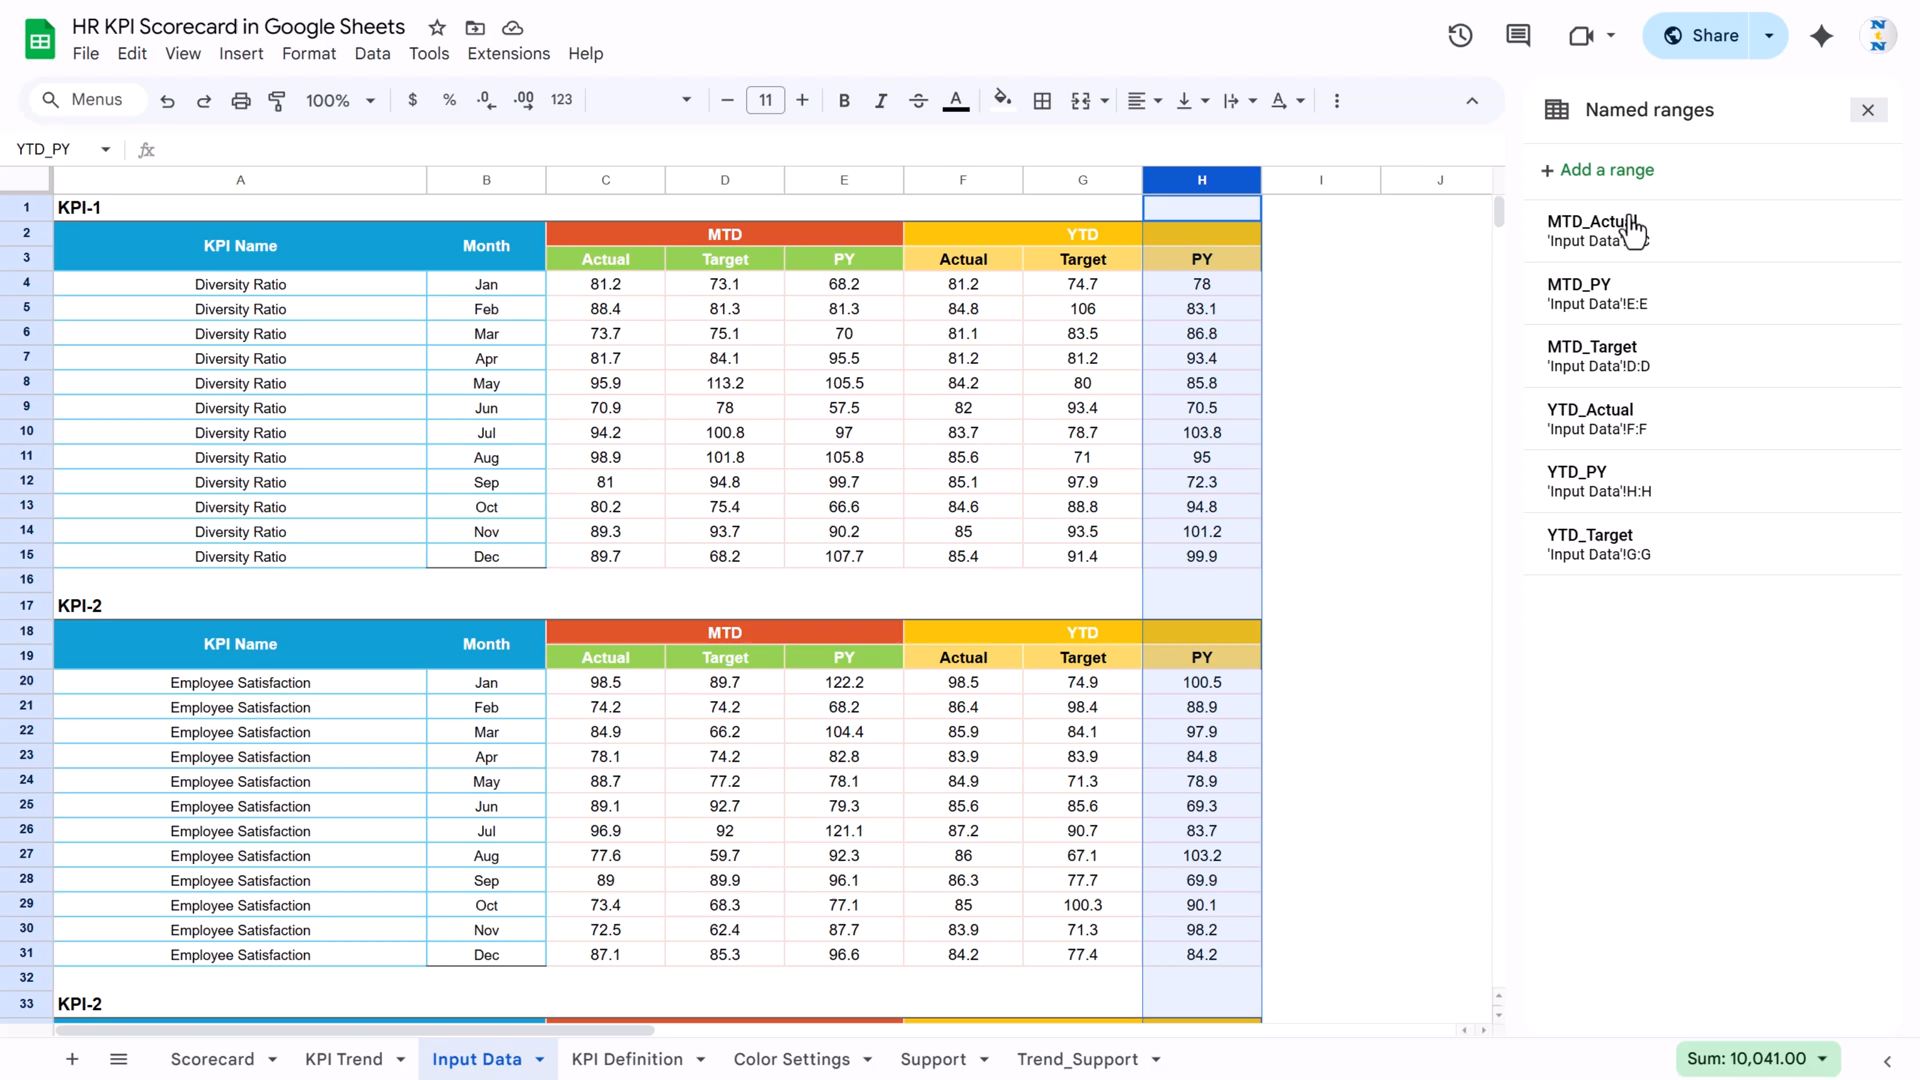 HR KPI Scorecard in Google Sheets
File Edit View Insert Format Data Tools Extensions Help
Share
Menus 100% $ % .0 .00 123 11 B I A
YTD_PY fx
A B C D E F G H I J
1 KPI-1
2 KPI Name Month MTD YTD
3 Actual Target PY Actual Target PY
4 Diversity Ratio Jan 81.2 73.1 68.2 81.2 74.7 78
5 Diversity Ratio Feb 88.4 81.3 81.3 84.8 106 83.1
6 Diversity Ratio Mar 73.7 75.1 70 81.1 83.5 86.8
7 Diversity Ratio Apr 81.7 84.1 95.5 81.2 81.2 93.4
8 Diversity Ratio May 95.9 113.2 105.5 84.2 80 85.8
9 Diversity Ratio Jun 70.9 78 57.5 82 93.4 70.5
10 Diversity Ratio Jul 94.2 100.8 97 83.7 78.7 103.8
11 Diversity Ratio Aug 98.9 101.8 105.8 85.6 71 95
12 Diversity Ratio Sep 81 94.8 99.7 85.1 97.9 72.3
13 Diversity Ratio Oct 80.2 75.4 66.6 84.6 88.8 94.8
14 Diversity Ratio Nov 89.3 93.7 90.2 85 93.5 101.2
15 Diversity Ratio Dec 89.7 68.2 107.7 85.4 91.4 99.9
16
17 KPI-2
18 KPI Name Month MTD YTD
19 Actual Target PY Actual Target PY
20 Employee Satisfaction Jan 98.5 89.7 122.2 98.5 74.9 100.5
21 Employee Satisfaction Feb 74.2 74.2 68.2 86.4 98.4 88.9
22 Employee Satisfaction Mar 84.9 66.2 104.4 85.9 84.1 97.9
23 Employee Satisfaction Apr 78.1 74.2 82.8 83.9 83.9 84.8
24 Employee Satisfaction May 88.7 77.2 78.1 84.9 71.3 78.9
25 Employee Satisfaction Jun 89.1 92.7 79.3 85.6 85.6 69.3
26 Employee Satisfaction Jul 96.9 92 121.1 87.2 90.7 83.7
27 Employee Satisfaction Aug 77.6 59.7 92.3 86 67.1 103.2
28 Employee Satisfaction Sep 89 89.9 96.1 86.3 77.7 69.9
29 Employee Satisfaction Oct 73.4 68.3 77.1 85 100.3 90.1
30 Employee Satisfaction Nov 72.5 62.4 87.7 83.9 71.3 98.2
31 Employee Satisfaction Dec 87.1 85.3 96.6 84.2 77.4 84.2
32
33 KPI-2
Named ranges
+ Add a range
MTD_Actual
'Input Data'
MTD_PY
'Input Data'!E:E
MTD_Target
'Input Data'!D:D
YTD_Actual
'Input Data'!F:F
YTD_PY
'Input Data'!H:H
YTD_Target
'Input Data'!G:G
Scorecard KPI Trend Input Data KPI Definition Color Settings Support Trend_Support Sum: 10,041.00